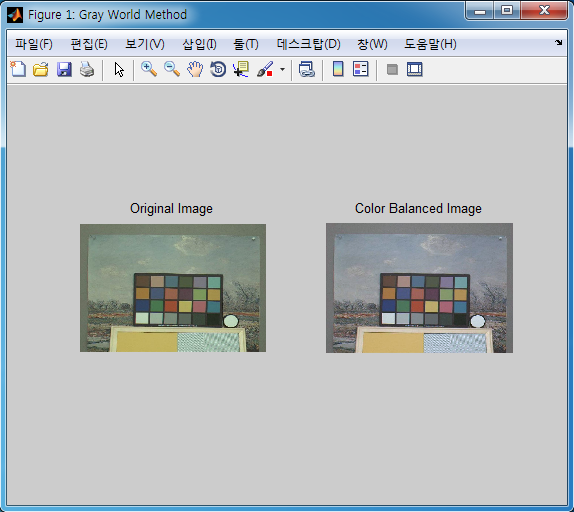 Figure 1: Gray World Method
파일(F) 편집(E) 보기(V) 삽입(I) 툴(T) 데스크탑(D) 창(W) 도움말(H)
Original Image Color Balanced Image